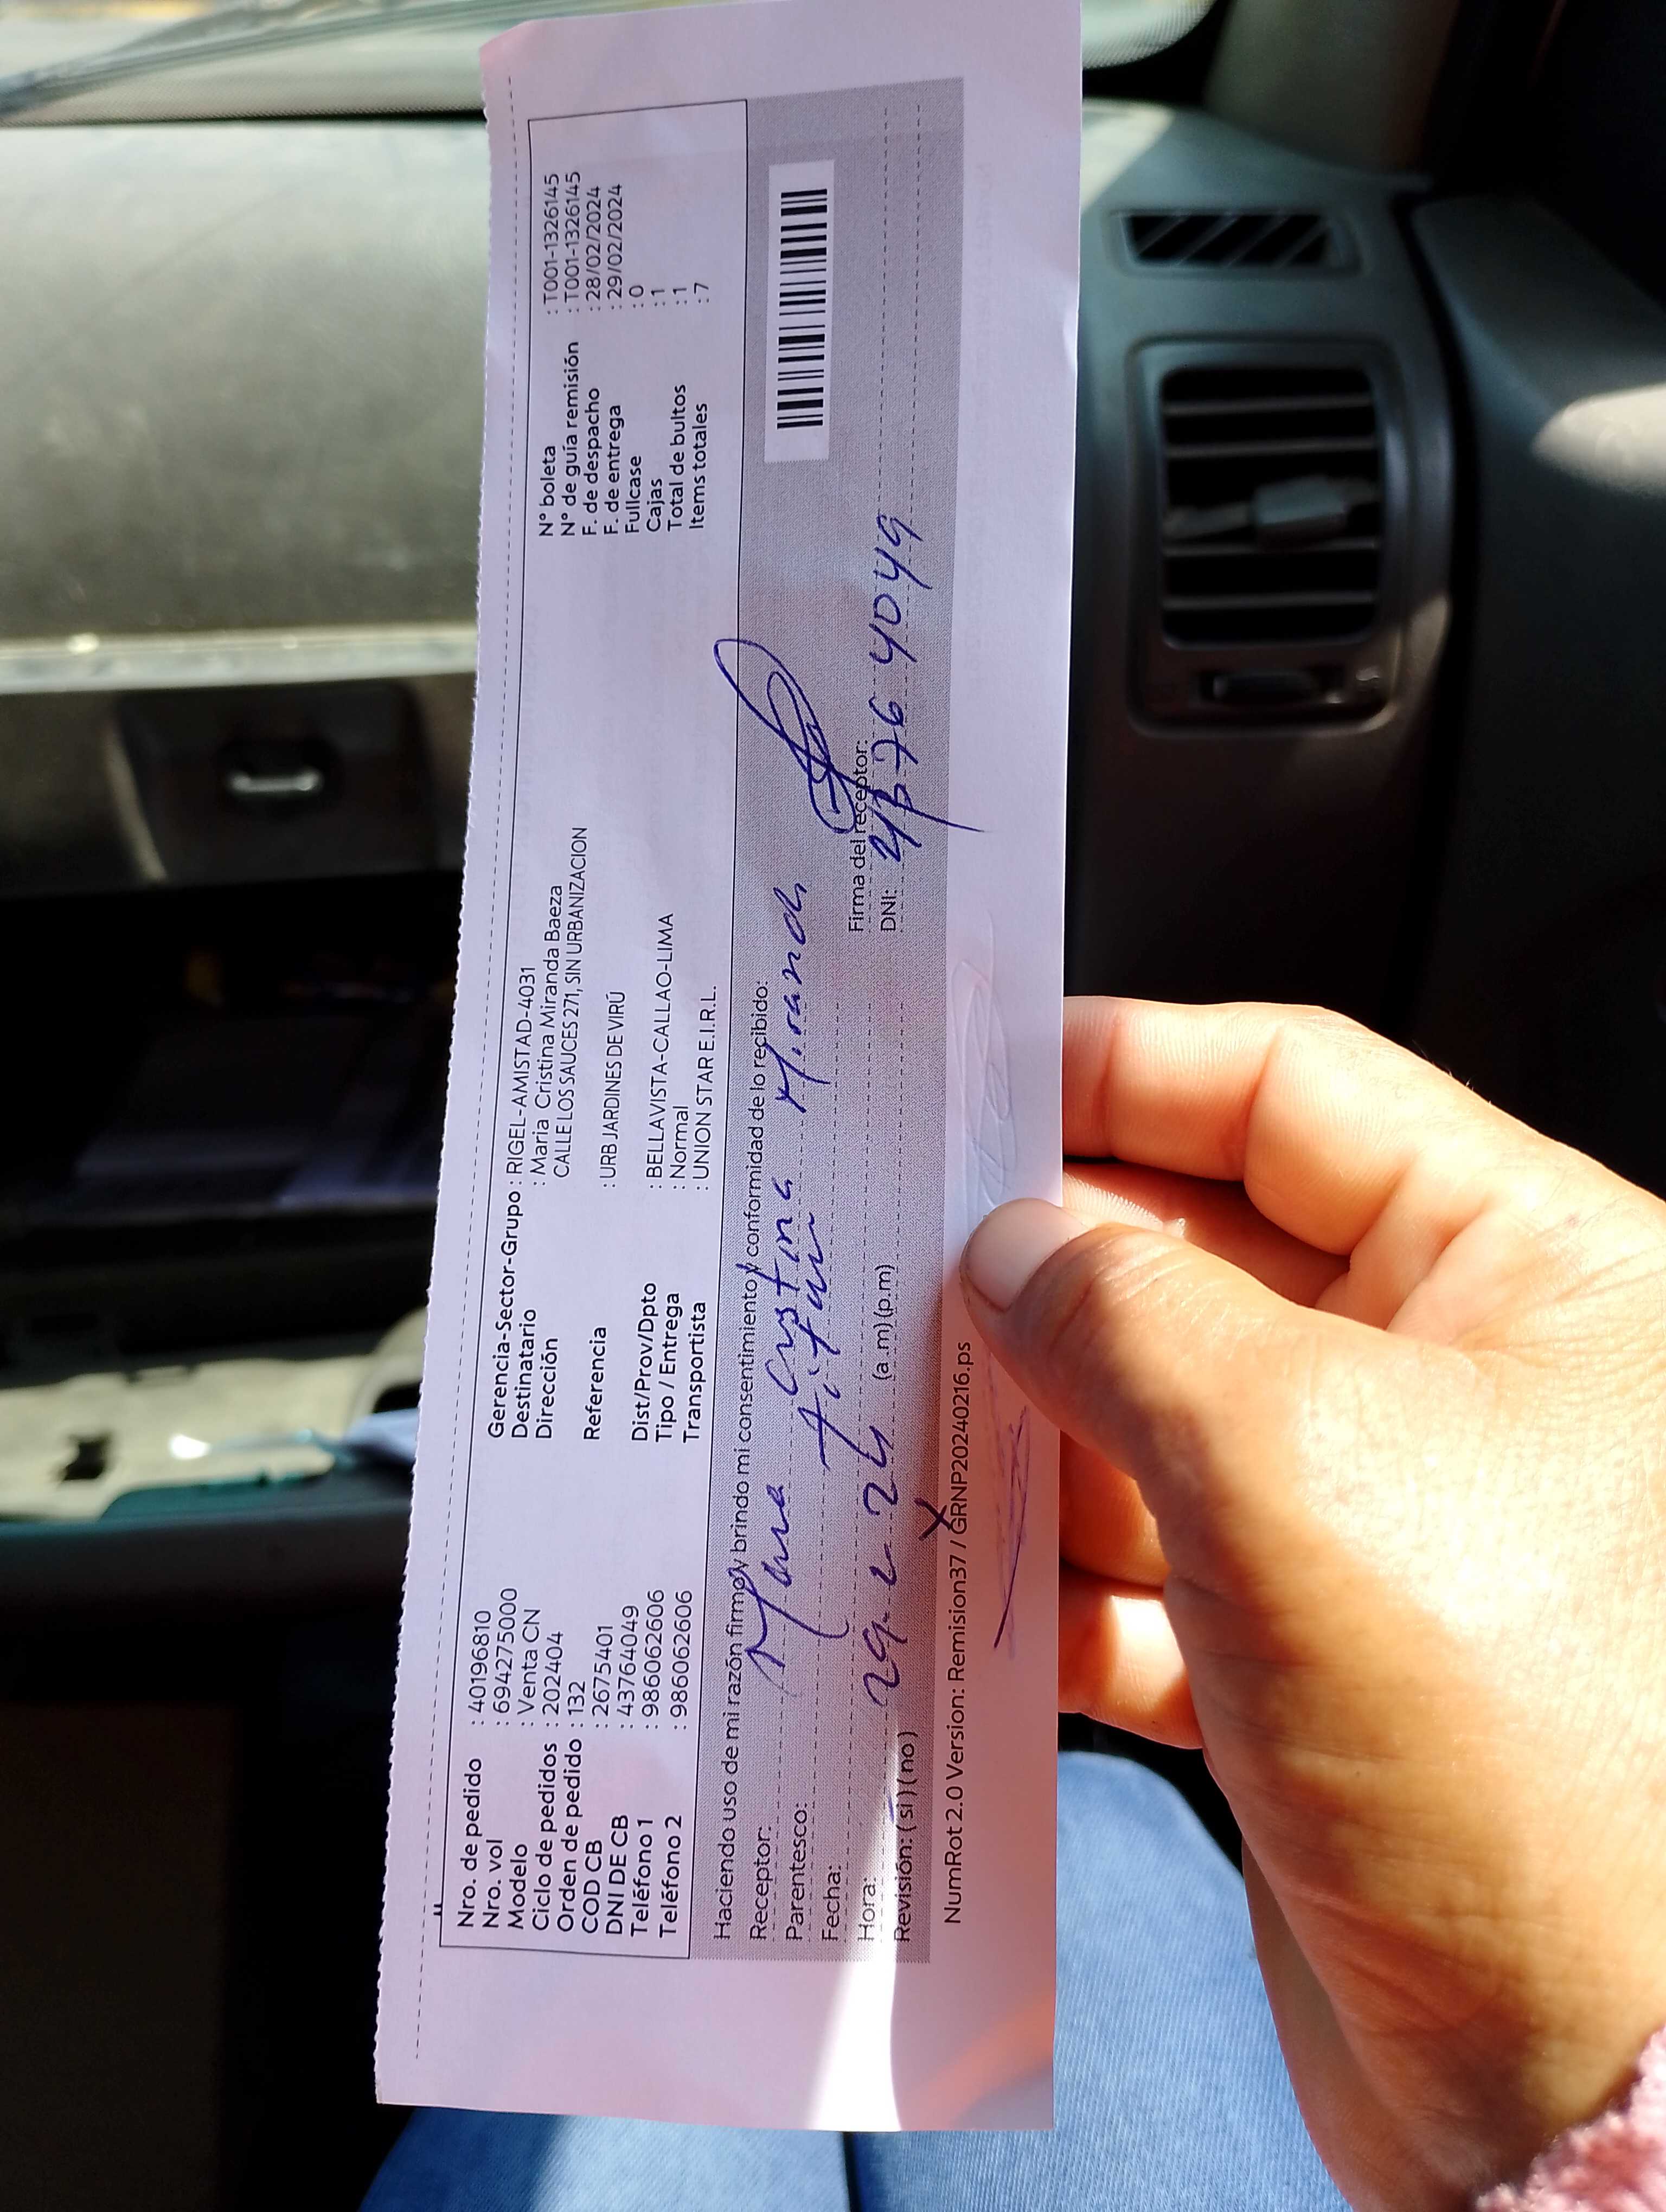 Nro. de pedido : 40196810
Nro. vol : 694275000
Modelo : Venta CN
Ciclo de pedidos : 202404
Orden de pedido : 132
COD CB : 2675401
DNI DE CB : 43764049
Teléfono 1 : 986062606
Teléfono 2 : 986062606
Gerencia-Sector-Grupo : RIGEL-AMISTAD-4031
Destinatario : Maria Cristina Miranda Baeza
Dirección CALLE LOS SAUCES 271, SIN URBANIZACION
Referencia : URB JARDINES DE VIRÚ
Dist/Prov/Dpto : BELLAVISTA-CALLAO-LIMA
Tipo / Entrega : Normal
Transportista : UNION STAR E.I.R.L.
N° boleta : T001-1326145
N° de guía remisión : T001-1326145
F. de despacho : 28/02/2024
F. de entrega : 29/02/2024
Fullcase : 0
Cajas : 1
Total de bultos : 1
Items totales : 7
Haciendo uso de mi razón firmo y brindo mi consentimiento y conformidad de lo recibido:
Receptor: Maria Cristina Miranda
Parentesco:
Fecha: 29-2-24
Hora: (a.m) (p.m)
Revisión: (si) (no) X
Firma del receptor:
DNI: 43764049
NumRot 2.0 Version: Remision37 / GRNP20240216.ps